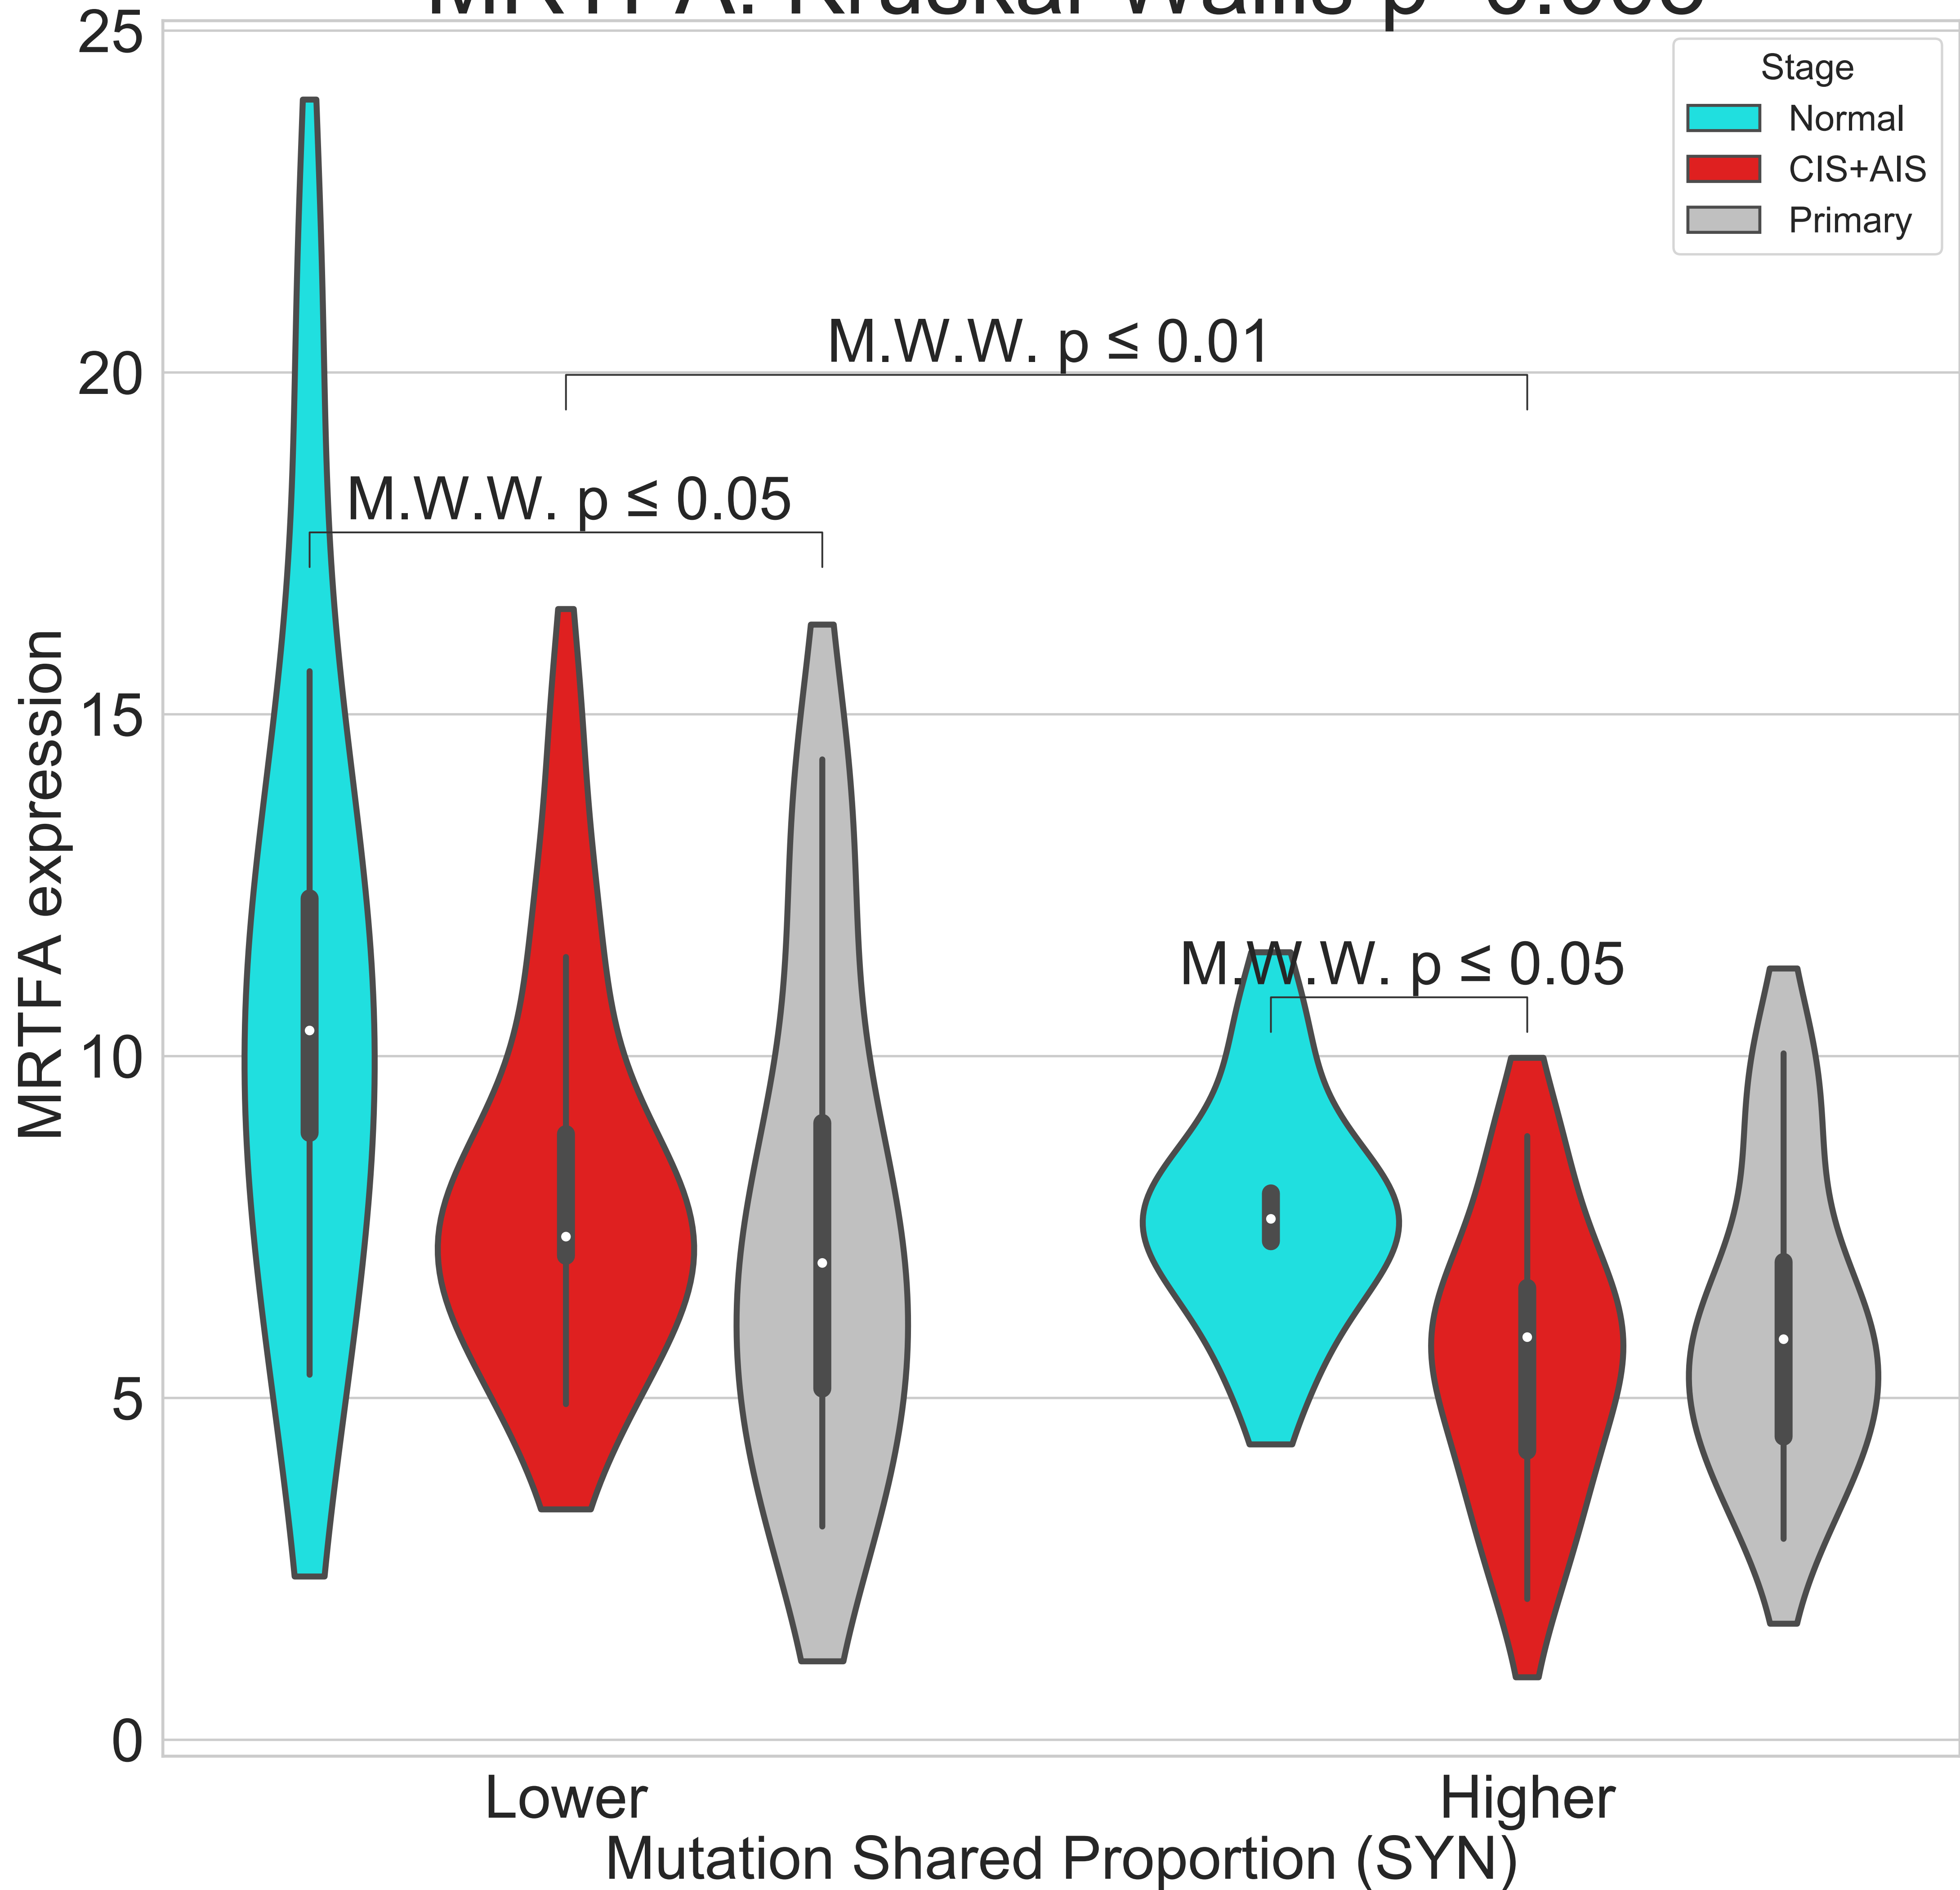 25
20
15
10
5
0
MRTFA expression
Stage
Normal
CIS+AIS
Primary
M.W.W. p ≤ 0.01
M.W.W. p ≤ 0.05
M.W.W. p ≤ 0.05
Lower
Higher
Mutation Shared Proportion (SYN)